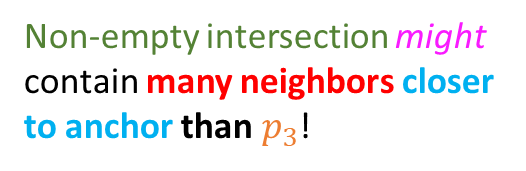 Non-empty intersection might
contain many neighbors closer
to anchor than p₃!